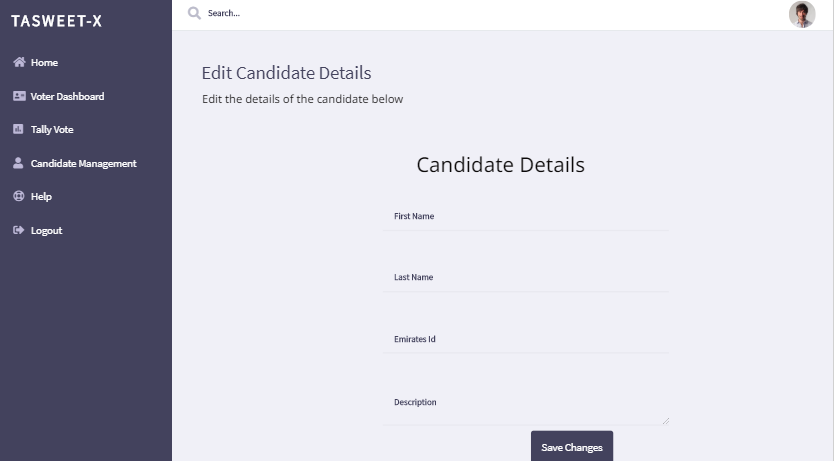 TASWEET-X
Search...
Home
Voter Dashboard
Tally Vote
Candidate Management
Help
Logout
Edit Candidate Details
Edit the details of the candidate below
Candidate Details
First Name
Last Name
Emirates Id
Description
Save Changes